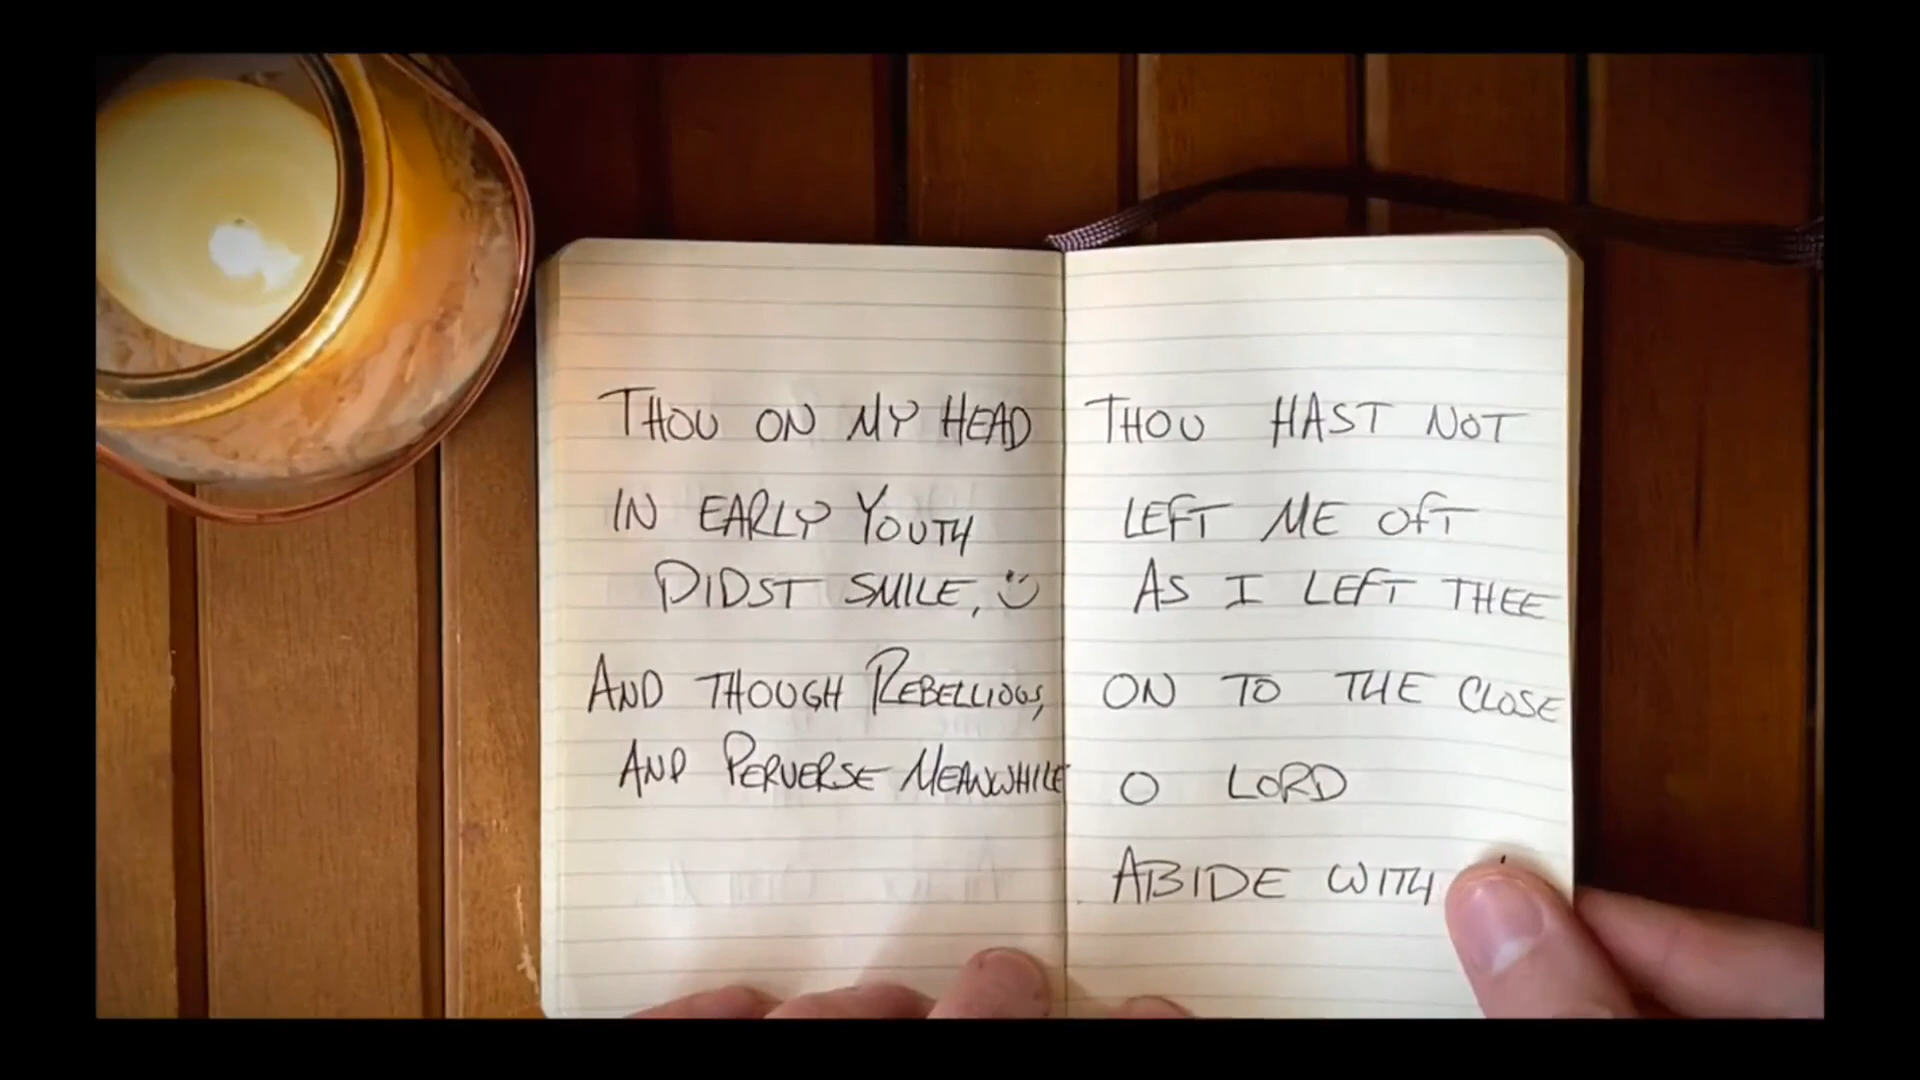 THOU ON MY HEAD
IN EARLY YOUTH
DIDST SMILE,
AND THOUGH REBELLIOUS,
AND PERVERSE MEANWHILE
THOU HAST NOT
LEFT ME OFT
AS I LEFT THEE
ON TO THE CLOSE
O LORD
ABIDE WITH